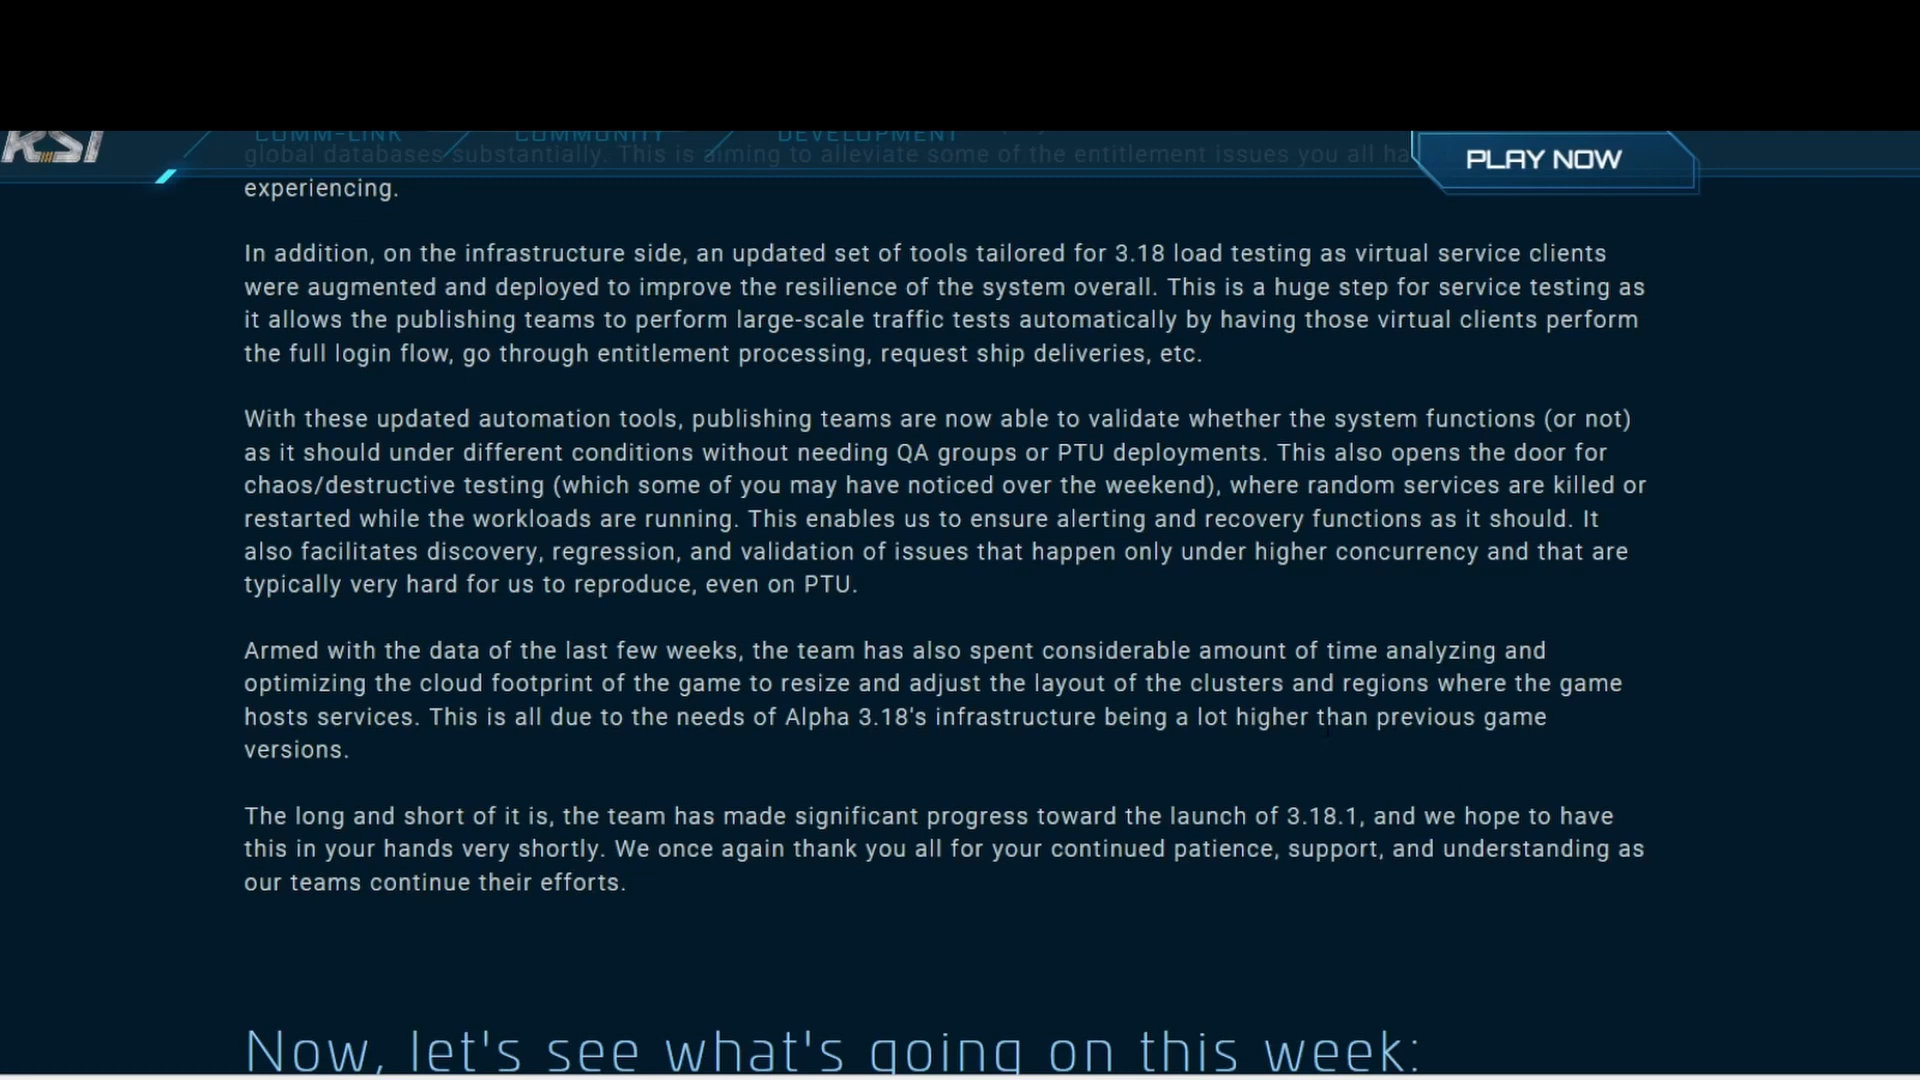 RSI
COMM-LINK COMMUNITY DEVELOPMENT
PLAY NOW
global databases substantially. This is aiming to alleviate some of the entitlement issues you all
experiencing.
In addition, on the infrastructure side, an updated set of tools tailored for 3.18 load testing as virtual service clients
were augmented and deployed to improve the resilience of the system overall. This is a huge step for service testing as
it allows the publishing teams to perform large-scale traffic tests automatically by having those virtual clients perform
the full login flow, go through entitlement processing, request ship deliveries, etc.
With these updated automation tools, publishing teams are now able to validate whether the system functions (or not)
as it should under different conditions without needing QA groups or PTU deployments. This also opens the door for
chaos/destructive testing (which some of you may have noticed over the weekend), where random services are killed or
restarted while the workloads are running. This enables us to ensure alerting and recovery functions as it should. It
also facilitates discovery, regression, and validation of issues that happen only under higher concurrency and that are
typically very hard for us to reproduce, even on PTU.
Armed with the data of the last few weeks, the team has also spent considerable amount of time analyzing and
optimizing the cloud footprint of the game to resize and adjust the layout of the clusters and regions where the game
hosts services. This is all due to the needs of Alpha 3.18's infrastructure being a lot higher than previous game
versions.
The long and short of it is, the team has made significant progress toward the launch of 3.18.1, and we hope to have
this in your hands very shortly. We once again thank you all for your continued patience, support, and understanding as
our teams continue their efforts.
Now, let's see what's going on this week: